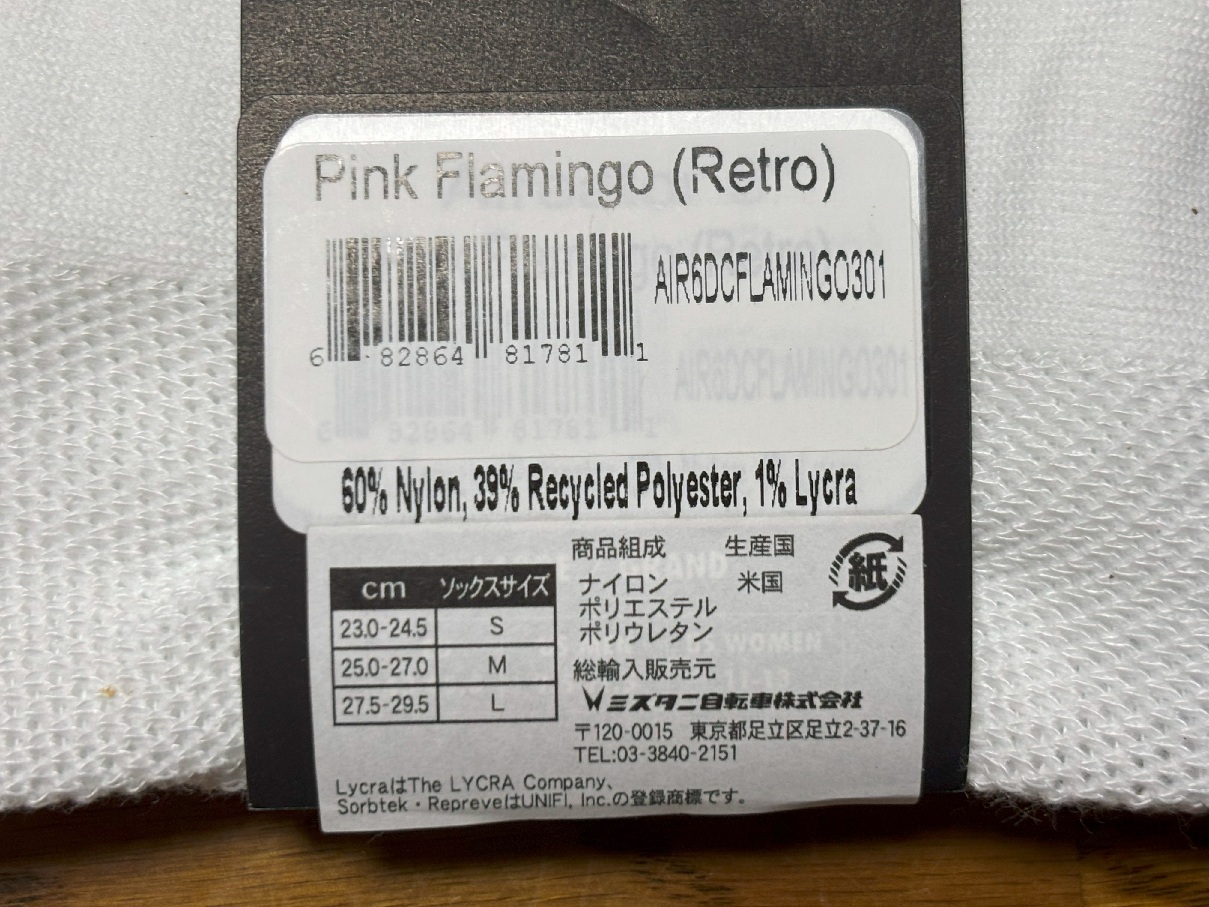 Pink Flamingo (Retro)
AIR6DCFLAMINGO301
6 82864 81781 1
60% Nylon, 39% Recycled Polyester, 1% Lycra
cm ソックスサイズ
23.0-24.5 S
25.0-27.0 M
27.5-29.5 L
商品組成 生産国
ナイロン 米国
ポリエステル
ポリウレタン
紙
総輸入販売元
ミズタニ自転車株式会社
〒120-0015 東京都足立区足立2-37-16
TEL:03-3840-2151
LycraはThe LYCRA Company、
Sorbtek・RepreveはUNIFI, Inc.の登録商標です。